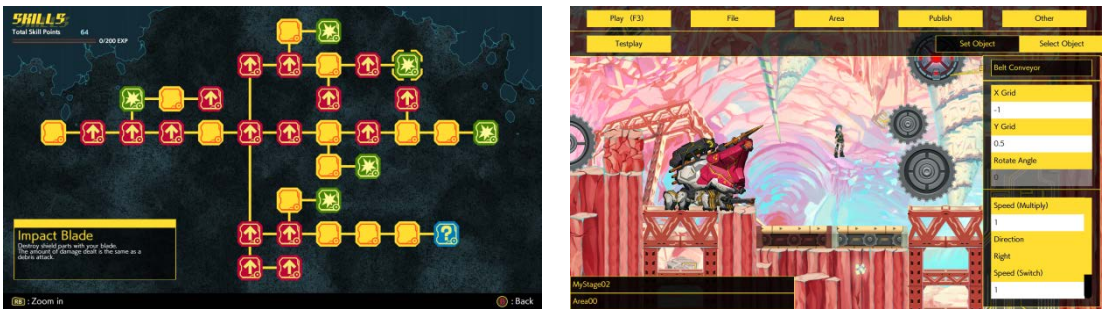 SKILLS
Total Skill Points 64
0/200 EXP
Impact Blade
Destroy shield parts with your blade.
The amount of damage dealt is the same as a
debris attack.
RB : Zoom in
B : Back
Play (F3)
File
Area
Publish
Other
Testplay
Set Object
Select Object
Belt Conveyor
X Grid
-1
Y Grid
0.5
Rotate Angle
0
Speed (Multiply)
1
Direction
Right
Speed (Switch)
1
MyStage02
Area00